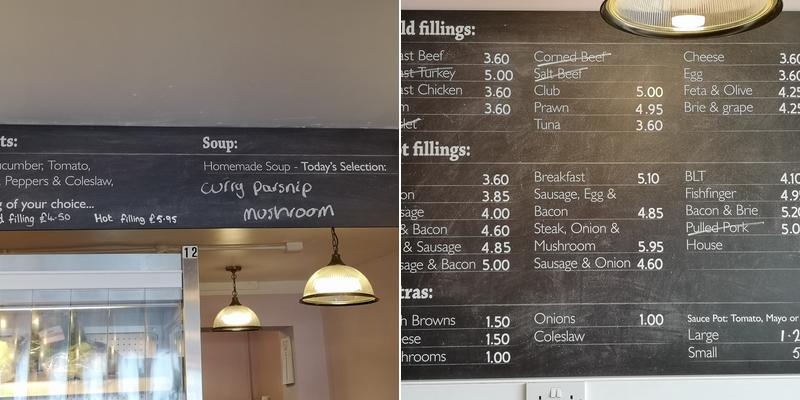 ts:
cumber, Tomato,
Peppers & Coleslaw,
g of your choice...
d filling £4.50 Hot filling £5.95
Soup:
Homemade Soup - Today's Selection:
curry parsnip
mushroom
12
ld fillings:
ast Beef 3.60
ast Turkey 5.00
ast Chicken 3.60
m 3.60
let
Corned Beef
Salt Beef
Club 5.00
Prawn 4.95
Tuna 3.60
Cheese 3.60
Egg 3.60
Feta & Olive 4.25
Brie & grape 4.25
t fillings:
3.60
on 3.85
sage 4.00
& Bacon 4.60
& Sausage 4.85
sage & Bacon 5.00
Breakfast 5.10
Sausage, Egg &
Bacon 4.85
Steak, Onion &
Mushroom 5.95
Sausage & Onion 4.60
BLT 4.10
Fishfinger 4.9
Bacon & Brie 5.20
Pulled Pork 5.0
House
tras:
h Browns 1.50
ese 1.50
hrooms 1.00
Onions 1.00
Coleslaw
Sauce Pot: Tomato, Mayo or
Large 1.2
Small 5